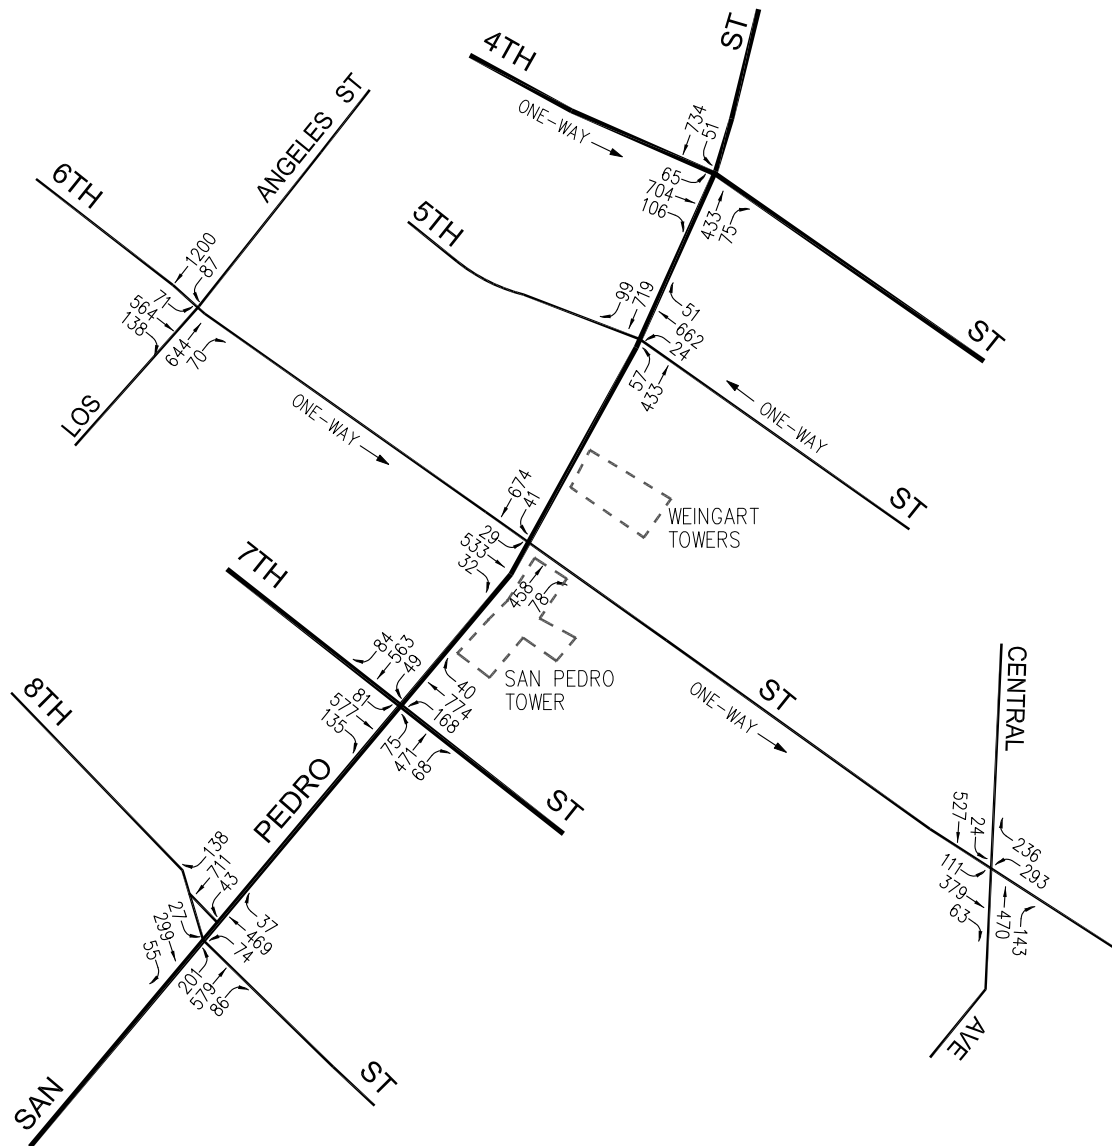 4TH
ST
ONE-WAY
734
51
65
704
106
433
75
ST
ANGELES ST
6TH
5TH
1200
87
71
564
138
644
70
LOS
99
719
51
662
24
57
433
ONE-WAY
ONE-WAY
ST
674
41
29
533
32
458
78
WEINGART
TOWERS
7TH
84
563
49
81
577
135
40
774
168
75
471
68
SAN PEDRO
TOWER
ST
ONE-WAY
CENTRAL
8TH
PEDRO
ST
527
24
236
293
111
379
63
470
143
138
711
43
27
299
55
37
469
74
201
579
86
AVE
ST
SAN